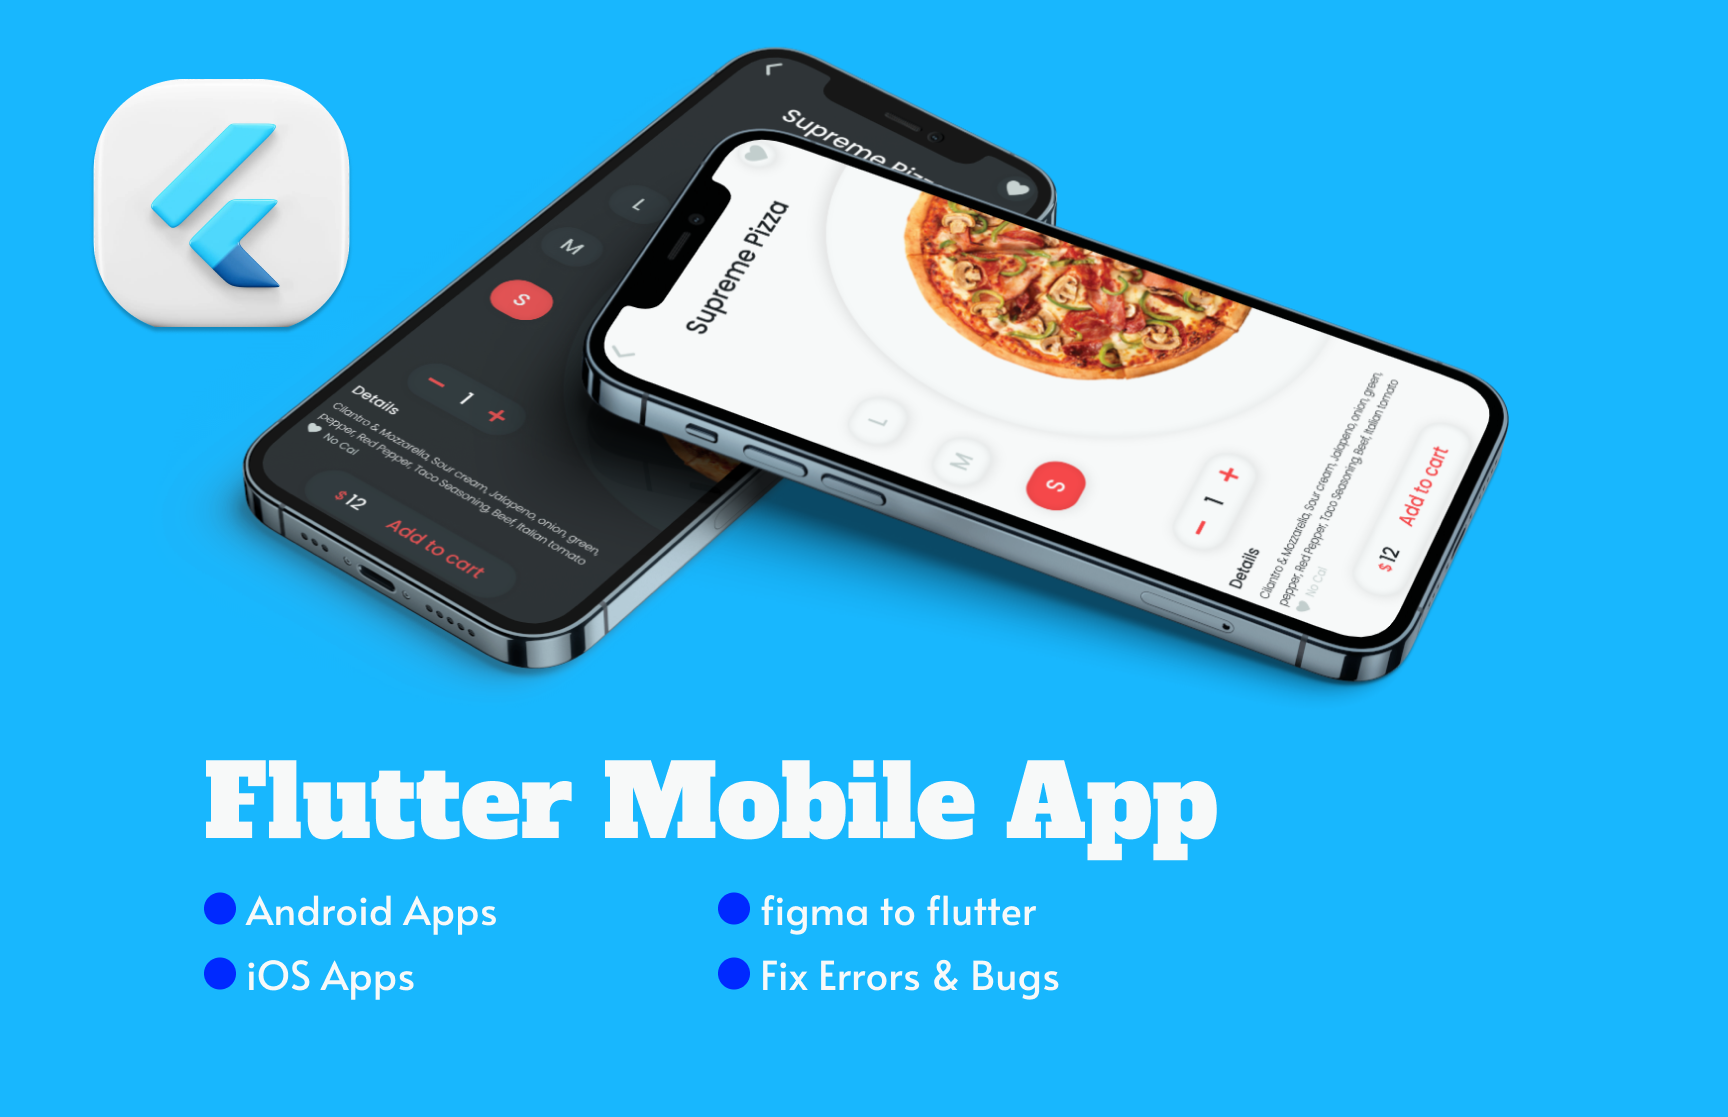 Supreme Pizza
L
M
S
- 1 +
Details
Cilantro & Mozzarella, Sour cream, Jalapeno, onion, green,
pepper, Red Pepper, Taco Seasoning, Beef, Italian tomato
No Cal
$12 Add to cart
Supreme Pizza
L
M
S
- 1 +
Details
Cilantro & Mozzarella, Sour cream, Jalapeno, onion, green,
pepper, Red Pepper, Taco Seasoning, Beef, Italian tomato
No Cal
$12 Add to cart
Flutter Mobile App
Android Apps
figma to flutter
iOS Apps
Fix Errors & Bugs